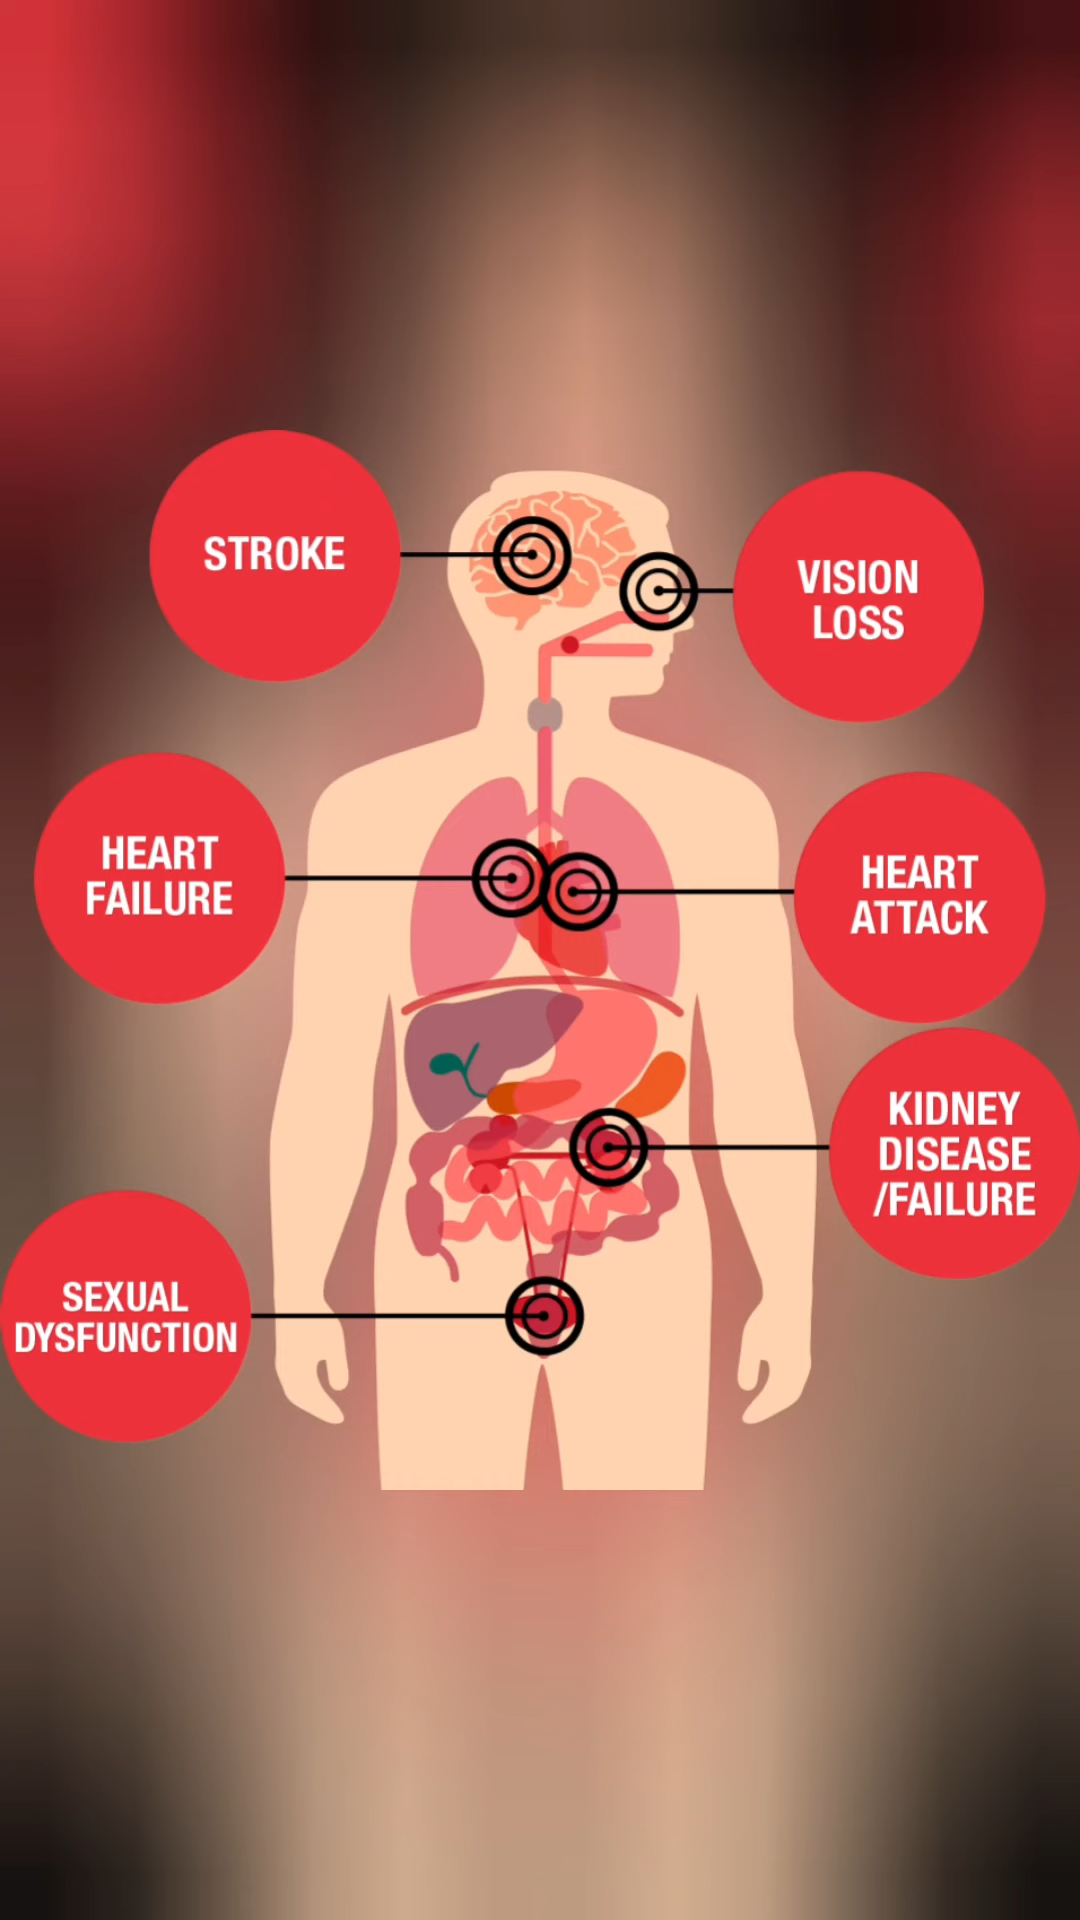 STROKE
VISION
LOSS
HEART
FAILURE
HEART
ATTACK
KIDNEY
DISEASE
/FAILURE
SEXUAL
DYSFUNCTION